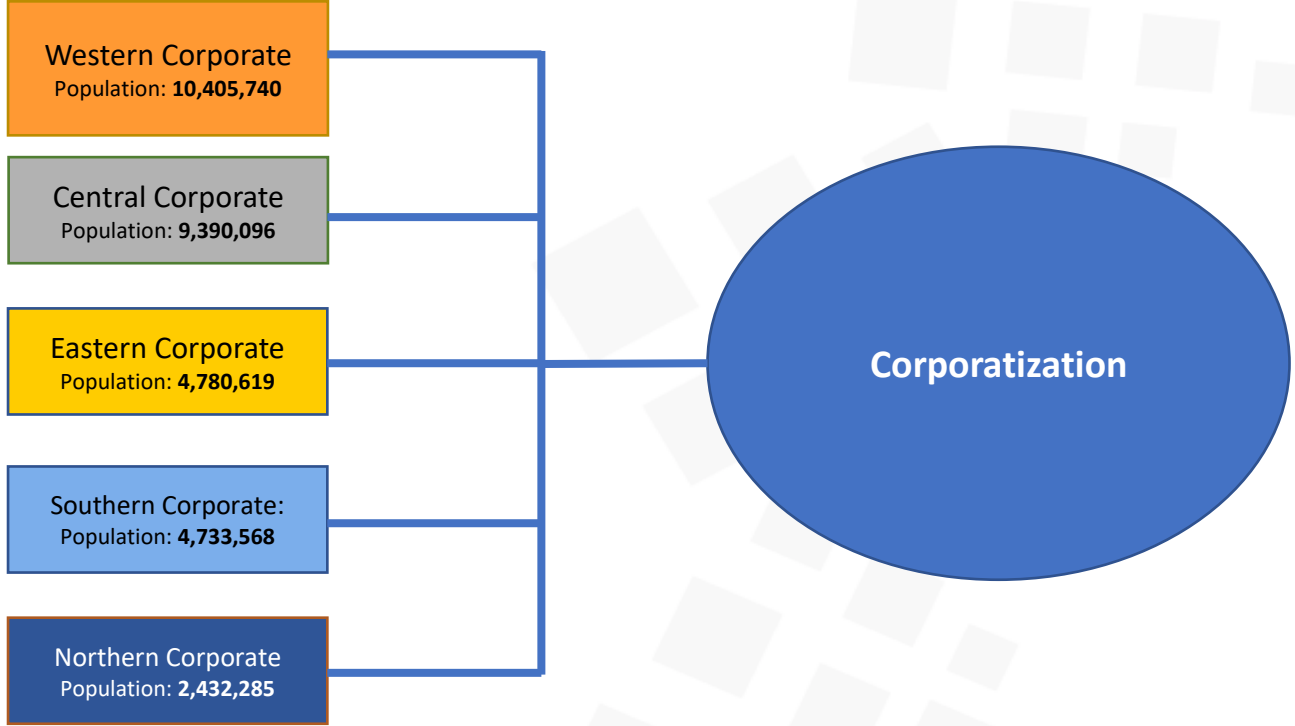 Western Corporate
Population: 10,405,740
Central Corporate
Population: 9,390,096
Eastern Corporate
Population: 4,780,619
Southern Corporate:
Population: 4,733,568
Northern Corporate
Population: 2,432,285
Corporatization